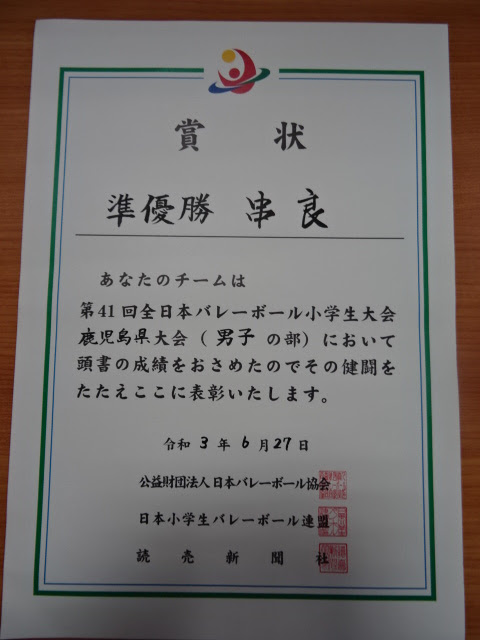 賞状
準優勝 串良
あなたのチームは
第41回全日本バレーボール小学生大会
鹿児島県大会(男子の部)において
頭書の成績をおさめたのでその健闘を
たたえここに表彰いたします。
令和3年6月27日
公益財団法人日本バレーボール協会
日本小学生バレーボール連盟
読売新聞社